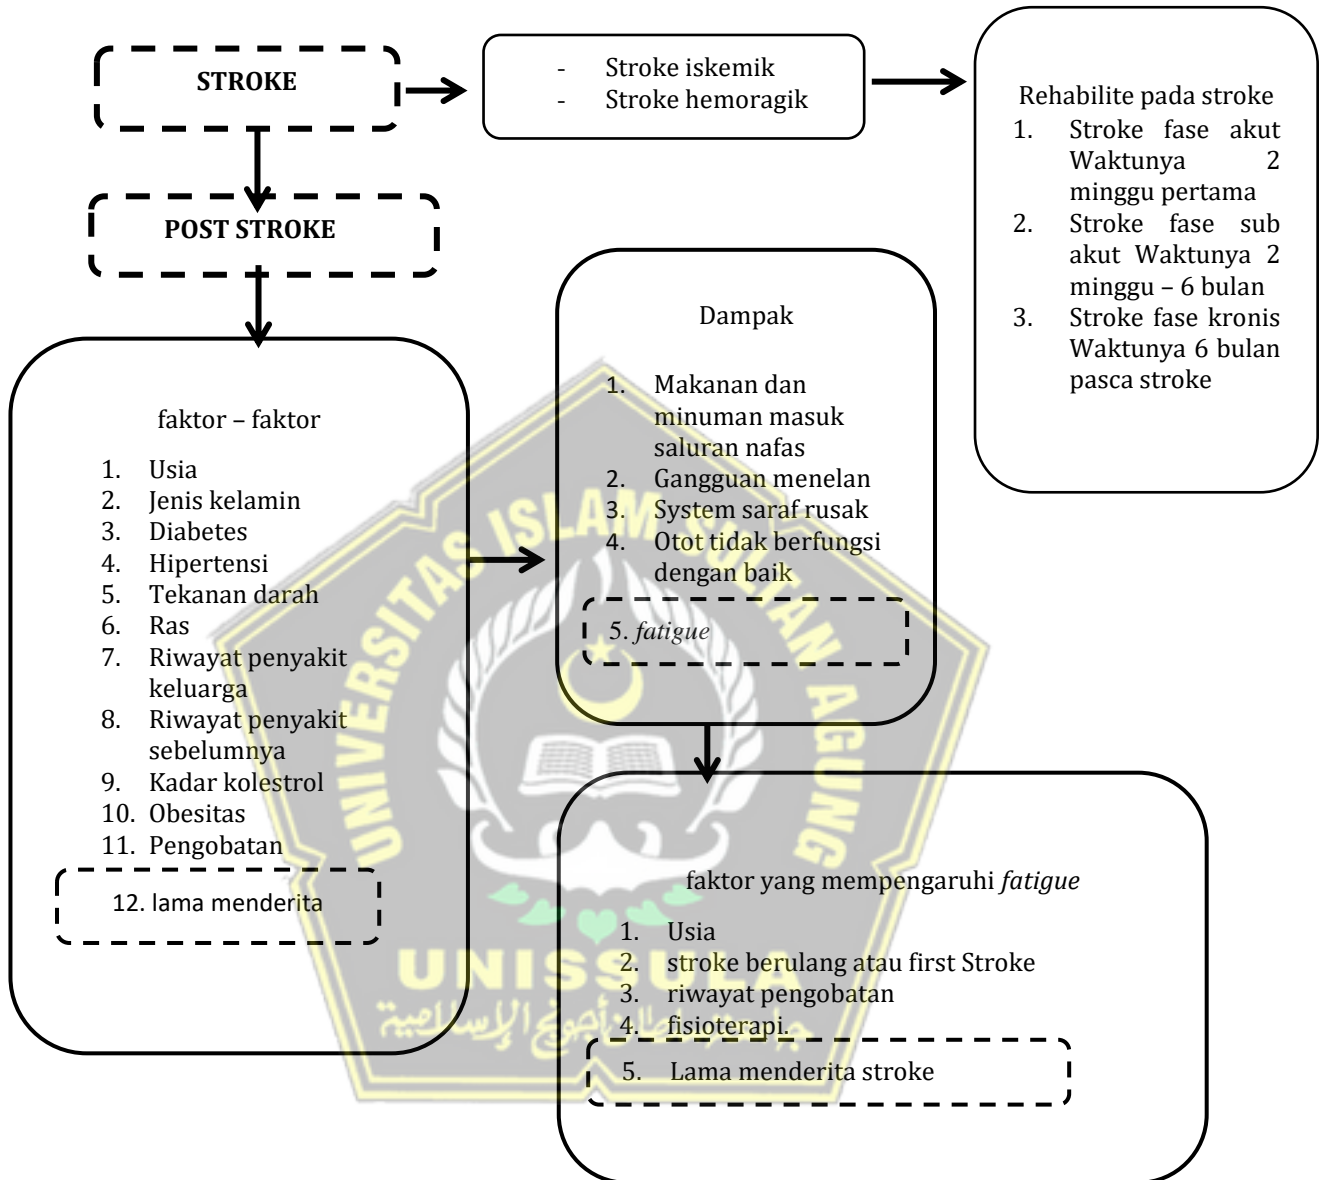 STROKE
- Stroke iskemik
- Stroke hemoragik
Rehabilite pada stroke
1. Stroke fase akut
Waktunya 2
minggu pertama
2. Stroke fase sub
akut Waktunya 2
minggu – 6 bulan
3. Stroke fase kronis
Waktunya 6 bulan
pasca stroke
POST STROKE
faktor – faktor
1. Usia
2. Jenis kelamin
3. Diabetes
4. Hipertensi
5. Tekanan darah
6. Ras
7. Riwayat penyakit
keluarga
8. Riwayat penyakit
sebelumnya
9. Kadar kolestrol
10. Obesitas
11. Pengobatan
12. lama menderita
Dampak
1. Makanan dan
minuman masuk
saluran nafas
2. Gangguan menelan
3. System saraf rusak
4. Otot tidak berfungsi
dengan baik
5. fatigue
faktor yang mempengaruhi fatigue
1. Usia
2. stroke berulang atau first Stroke
3. riwayat pengobatan
4. fisioterapi.
5. Lama menderita stroke
UNIVERSITAS ISLAM SULTAN AGUNG
UNISSULA